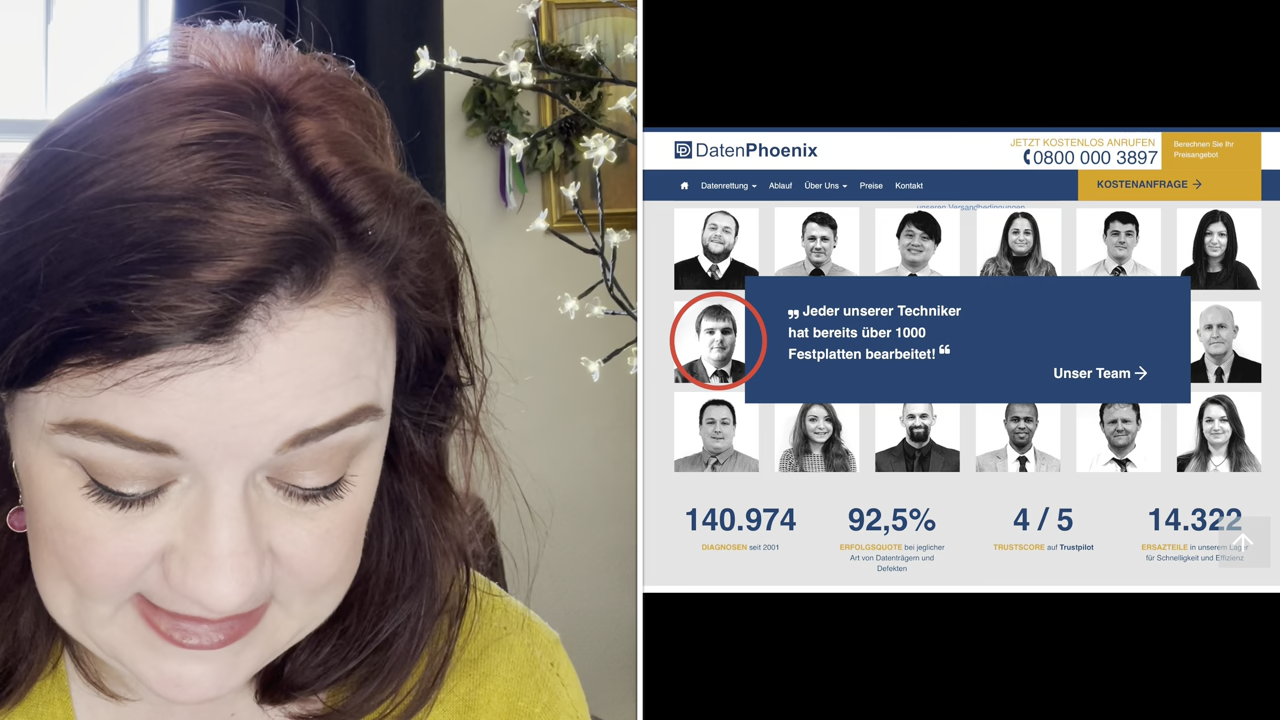 DatenPhoenix
JETZT KOSTENLOS ANRUFEN
0800 000 3897
Berechnen Sie Ihr
Preisangebot
Datenrettung
Ablauf
Über Uns
Preise
Kontakt
KOSTENANFRAGE →
unseren Versandbedingungen
„ Jeder unserer Techniker
hat bereits über 1000
Festplatten bearbeitet! “
Unser Team →
140.974
DIAGNOSEN seit 2001
92,5%
ERFOLGSQUOTE bei jeglicher
Art von Datenträgern und
Defekten
4 / 5
TRUSTSCORE auf Trustpilot
14.322
ERSATZTEILE in unserem Lager
für Schnelligkeit und Effizienz